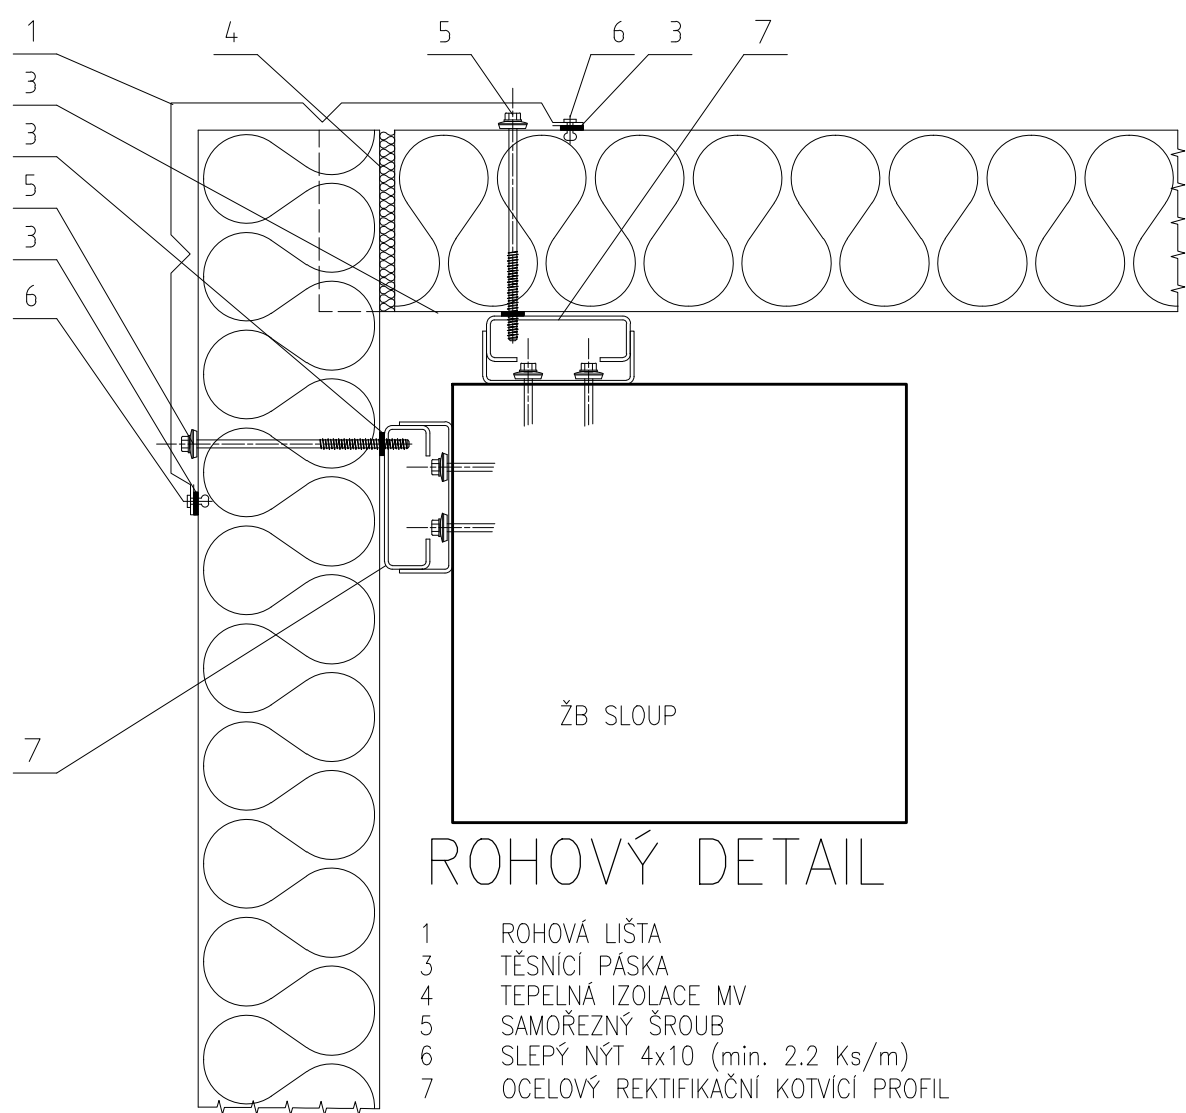 1
4
5
6
3
7
3
3
5
3
6
7
ŽB SLOUP
ROHOVÝ DETAIL
1 ROHOVÁ LIŠTA
3 TĚSNÍCÍ PÁSKA
4 TEPELNÁ IZOLACE MV
5 SAMOŘEZNÝ ŠROUB
6 SLEPÝ NÝT 4x10 (min. 2.2 Ks/m)
7 OCELOVÝ REKTIFIKAČNÍ KOTVÍCÍ PROFIL